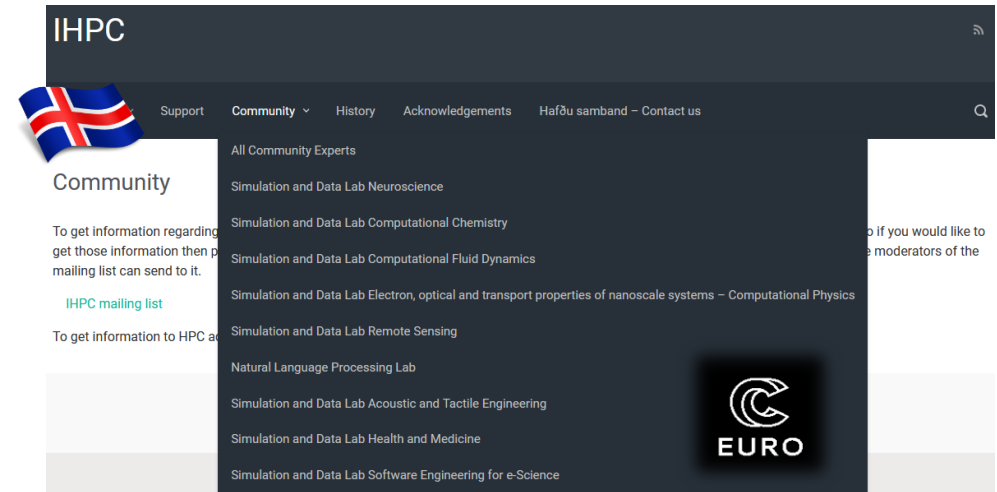 IHPC
Support
Community
History
Acknowledgements
Hafðu samband – Contact us
All Community Experts
Simulation and Data Lab Neuroscience
Simulation and Data Lab Computational Chemistry
Simulation and Data Lab Computational Fluid Dynamics
Simulation and Data Lab Electron, optical and transport properties of nanoscale systems – Computational Physics
Simulation and Data Lab Remote Sensing
Natural Language Processing Lab
Simulation and Data Lab Acoustic and Tactile Engineering
Simulation and Data Lab Health and Medicine
Simulation and Data Lab Software Engineering for e-Science
Community
To get information regarding o if you would like to
get those information then p e moderators of the
mailing list can send to it.
IHPC mailing list
To get information to HPC ac
EURO